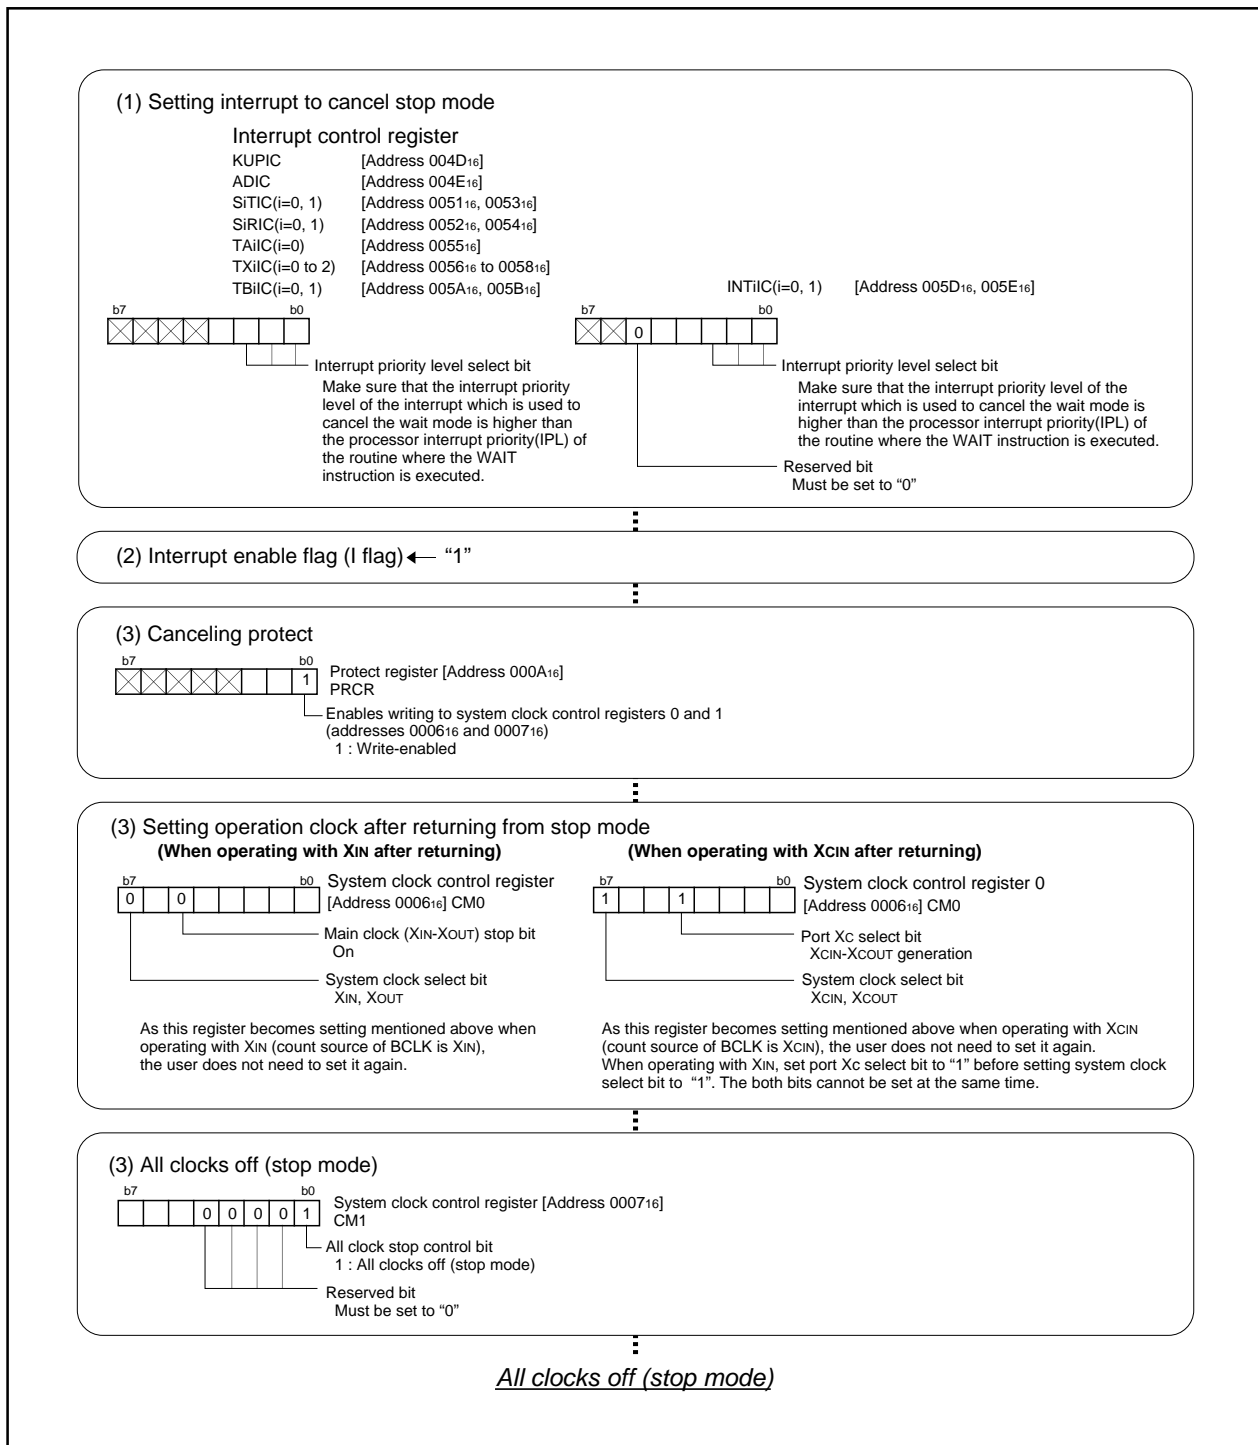 (1) Setting interrupt to cancel stop mode
Interrupt control register
KUPIC [Address 004D16]
ADIC [Address 004E16]
SiTIC(i=0, 1) [Address 005116, 005316]
SiRIC(i=0, 1) [Address 005216, 005416]
TAiIC(i=0) [Address 005516]
TXiIC(i=0 to 2) [Address 005616 to 005816]
TBiIC(i=0, 1) [Address 005A16, 005B16]
b7 b0
Interrupt priority level select bit
Make sure that the interrupt priority
level of the interrupt which is used to
cancel the wait mode is higher than
the processor interrupt priority(IPL) of
the routine where the WAIT
instruction is executed.
INTiIC(i=0, 1) [Address 005D16, 005E16]
b7 b0
0
Interrupt priority level select bit
Make sure that the interrupt priority level of the
interrupt which is used to cancel the wait mode is
higher than the processor interrupt priority(IPL) of
the routine where the WAIT instruction is executed.
Reserved bit
Must be set to “0”
(2) Interrupt enable flag (I flag) ← “1”
(3) Canceling protect
b7 b0
1
Protect register [Address 000A16]
PRCR
Enables writing to system clock control registers 0 and 1
(addresses 000616 and 000716)
1 : Write-enabled
(3) Setting operation clock after returning from stop mode
(When operating with XIN after returning)
b7 b0
0 0
System clock control register
[Address 000616] CM0
Main clock (XIN-XOUT) stop bit
On
System clock select bit
XIN, XOUT
As this register becomes setting mentioned above when
operating with XIN (count source of BCLK is XIN),
the user does not need to set it again.
(When operating with XCIN after returning)
b7 b0
1 1
System clock control register 0
[Address 000616] CM0
Port XC select bit
XCIN-XCOUT generation
System clock select bit
XCIN, XCOUT
As this register becomes setting mentioned above when operating with XCIN
(count source of BCLK is XCIN), the user does not need to set it again.
When operating with XIN, set port Xc select bit to “1” before setting system clock
select bit to “1”. The both bits cannot be set at the same time.
(3) All clocks off (stop mode)
b7 b0
0 0 0 0 1
System clock control register [Address 000716]
CM1
All clock stop control bit
1 : All clocks off (stop mode)
Reserved bit
Must be set to “0”
All clocks off (stop mode)